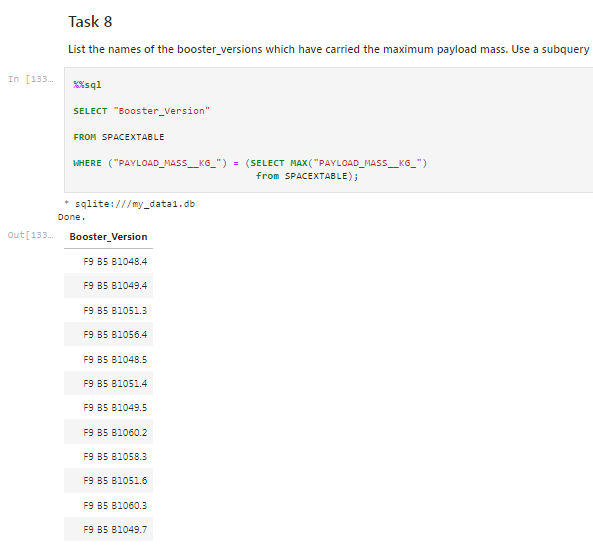 Task 8
List the names of the booster_versions which have carried the maximum payload mass. Use a subquery
In [133…
%%sql
SELECT "Booster_Version"
FROM SPACEXTABLE
WHERE ("PAYLOAD_MASS__KG_") = (SELECT MAX("PAYLOAD_MASS__KG_")
from SPACEXTABLE);
* sqlite:///my_data1.db
Done.
Out[133…
Booster_Version
F9 B5 B1048.4
F9 B5 B1049.4
F9 B5 B1051.3
F9 B5 B1056.4
F9 B5 B1048.5
F9 B5 B1051.4
F9 B5 B1049.5
F9 B5 B1060.2
F9 B5 B1058.3
F9 B5 B1051.6
F9 B5 B1060.3
F9 B5 B1049.7